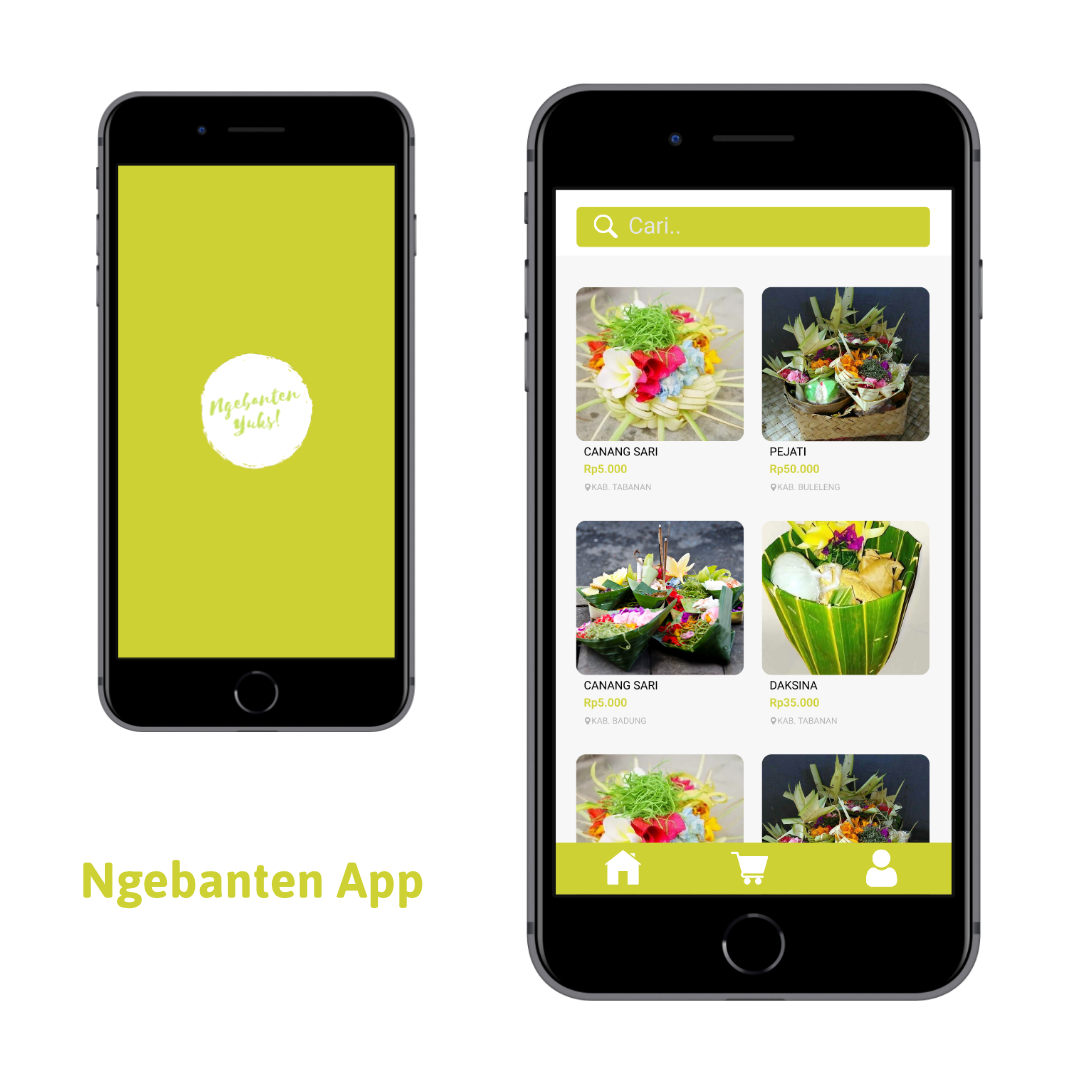 Ngebanten
Yuks!
Ngebanten App
Cari..
CANANG SARI
Rp5.000
KAB. TABANAN
PEJATI
Rp50.000
KAB. BULELENG
CANANG SARI
Rp5.000
KAB. BADUNG
DAKSINA
Rp35.000
KAB. TABANAN